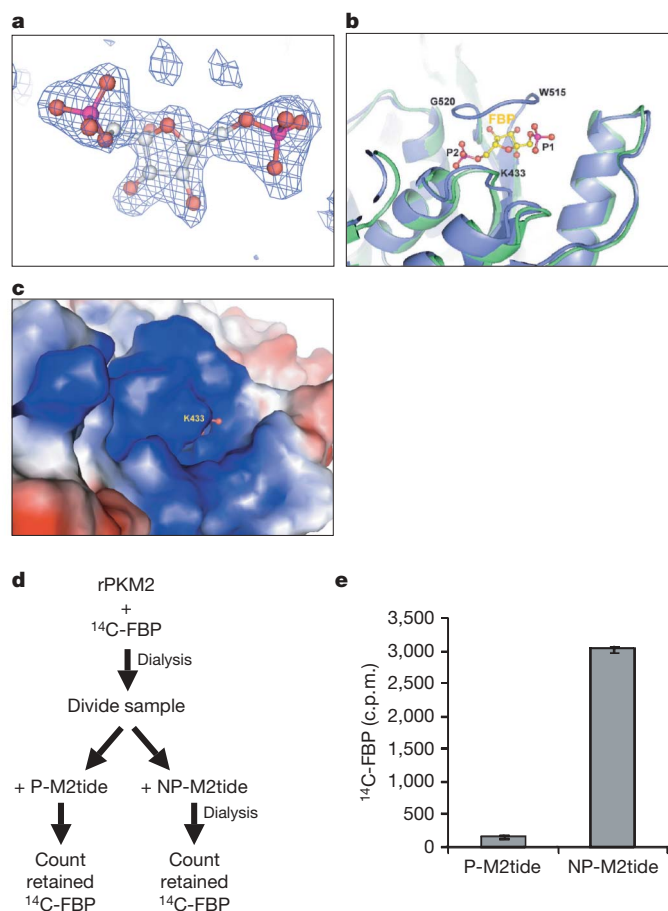 a
b
G520
W515
FBP
P2
P1
K433
c
K433
d
rPKM2
+
¹⁴C-FBP
Dialysis
Divide sample
+ P-M2tide
+ NP-M2tide
Dialysis
Count
retained
¹⁴C-FBP
Count
retained
¹⁴C-FBP
e
¹⁴C-FBP (c.p.m.)
3,500
3,000
2,500
2,000
1,500
1,000
500
0
P-M2tide
NP-M2tide